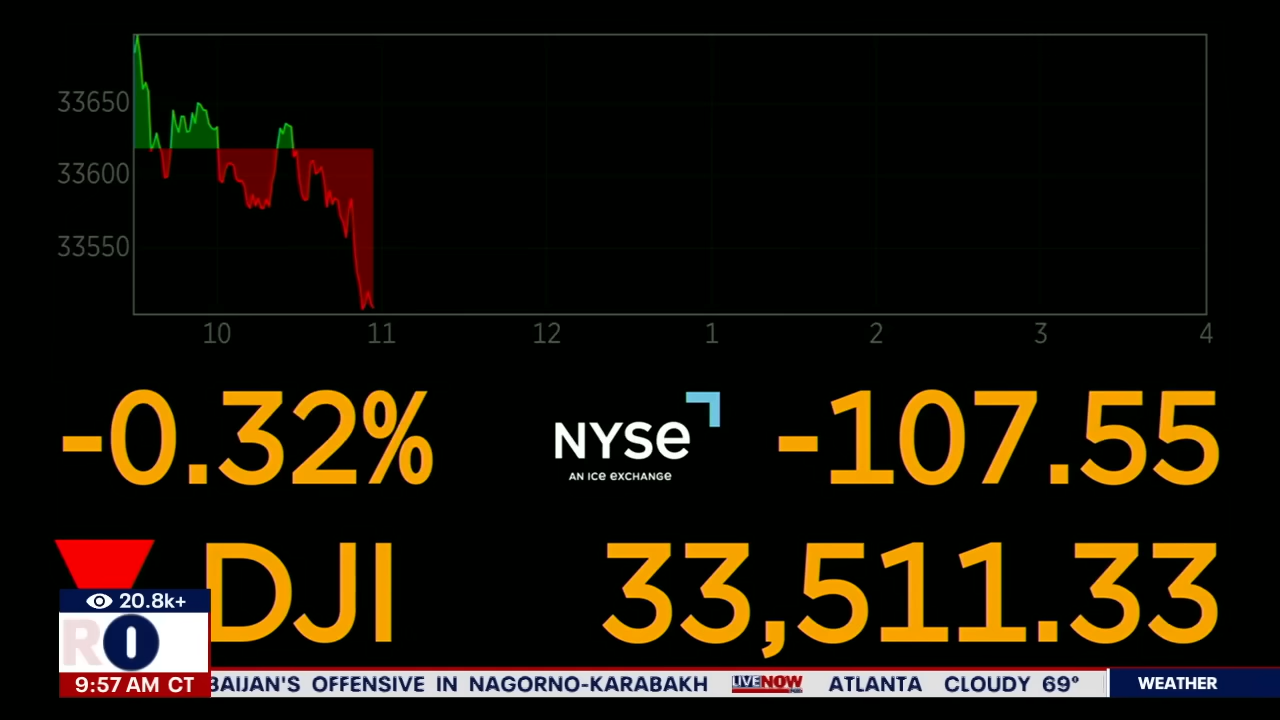 33650
33600
33550
10 11 12 1 2 3 4
-0.32%
NYSE
AN ICE EXCHANGE
-107.55
DJI
33,511.33
20.8k+
9:57 AM CT
BAIJAN'S OFFENSIVE IN NAGORNO-KARABAKH LIVENOW ATLANTA CLOUDY 69° WEATHER